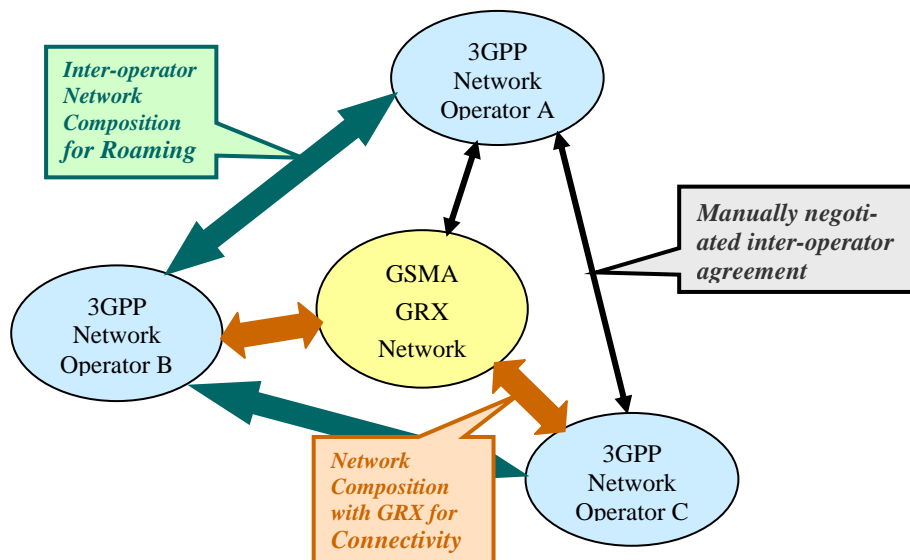 3GPP
Network
Operator A
Inter-operator
Network
Composition
for Roaming
Manually negoti-
ated inter-operator
agreement
GSMA
GRX
Network
3GPP
Network
Operator B
Network
Composition
with GRX for
Connectivity
3GPP
Network
Operator C